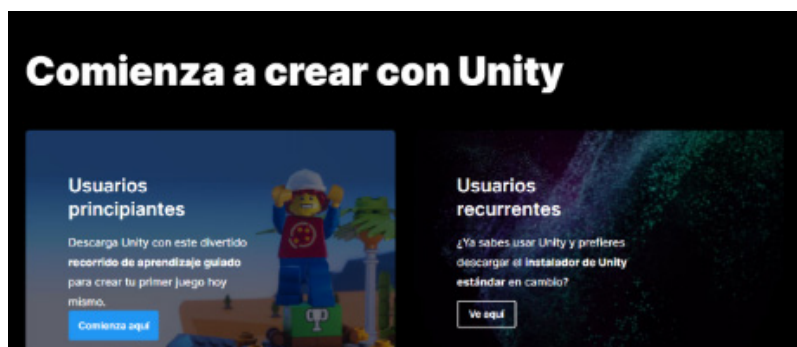 Comienza a crear con Unity
Usuarios
principiantes
Descarga Unity con este divertido
recorrido de aprendizaje guiado
para crear tu primer juego hoy
mismo.
Comienza aquí
Usuarios
recurrentes
¿Ya sabes usar Unity y prefieres
descargar el instalador de Unity
estándar en cambio?
Ve aquí